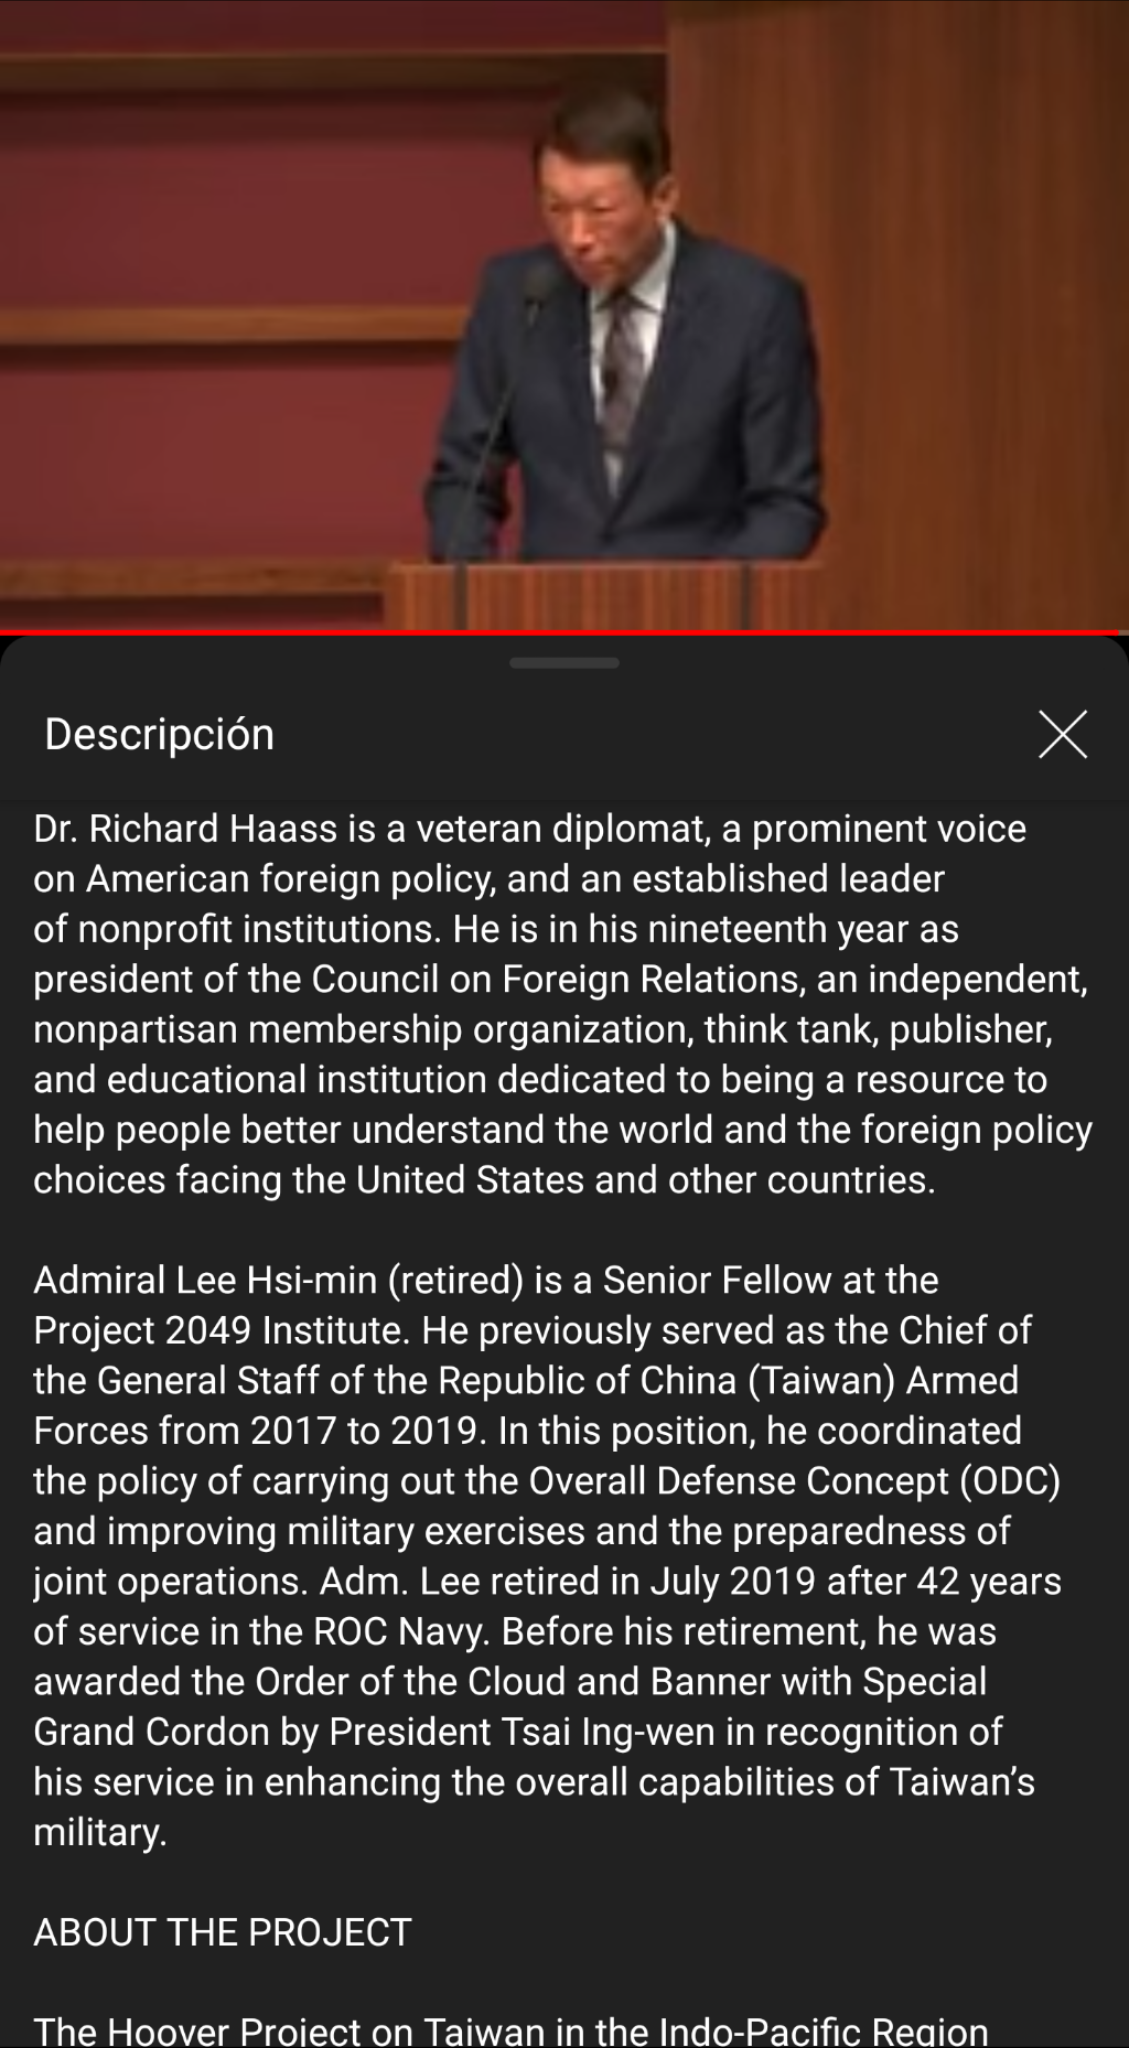 Descripción
Dr. Richard Haass is a veteran diplomat, a prominent voice
on American foreign policy, and an established leader
of nonprofit institutions. He is in his nineteenth year as
president of the Council on Foreign Relations, an independent,
nonpartisan membership organization, think tank, publisher,
and educational institution dedicated to being a resource to
help people better understand the world and the foreign policy
choices facing the United States and other countries.
Admiral Lee Hsi-min (retired) is a Senior Fellow at the
Project 2049 Institute. He previously served as the Chief of
the General Staff of the Republic of China (Taiwan) Armed
Forces from 2017 to 2019. In this position, he coordinated
the policy of carrying out the Overall Defense Concept (ODC)
and improving military exercises and the preparedness of
joint operations. Adm. Lee retired in July 2019 after 42 years
of service in the ROC Navy. Before his retirement, he was
awarded the Order of the Cloud and Banner with Special
Grand Cordon by President Tsai Ing-wen in recognition of
his service in enhancing the overall capabilities of Taiwan’s
military.
ABOUT THE PROJECT
The Hoover Project on Taiwan in the Indo-Pacific Region